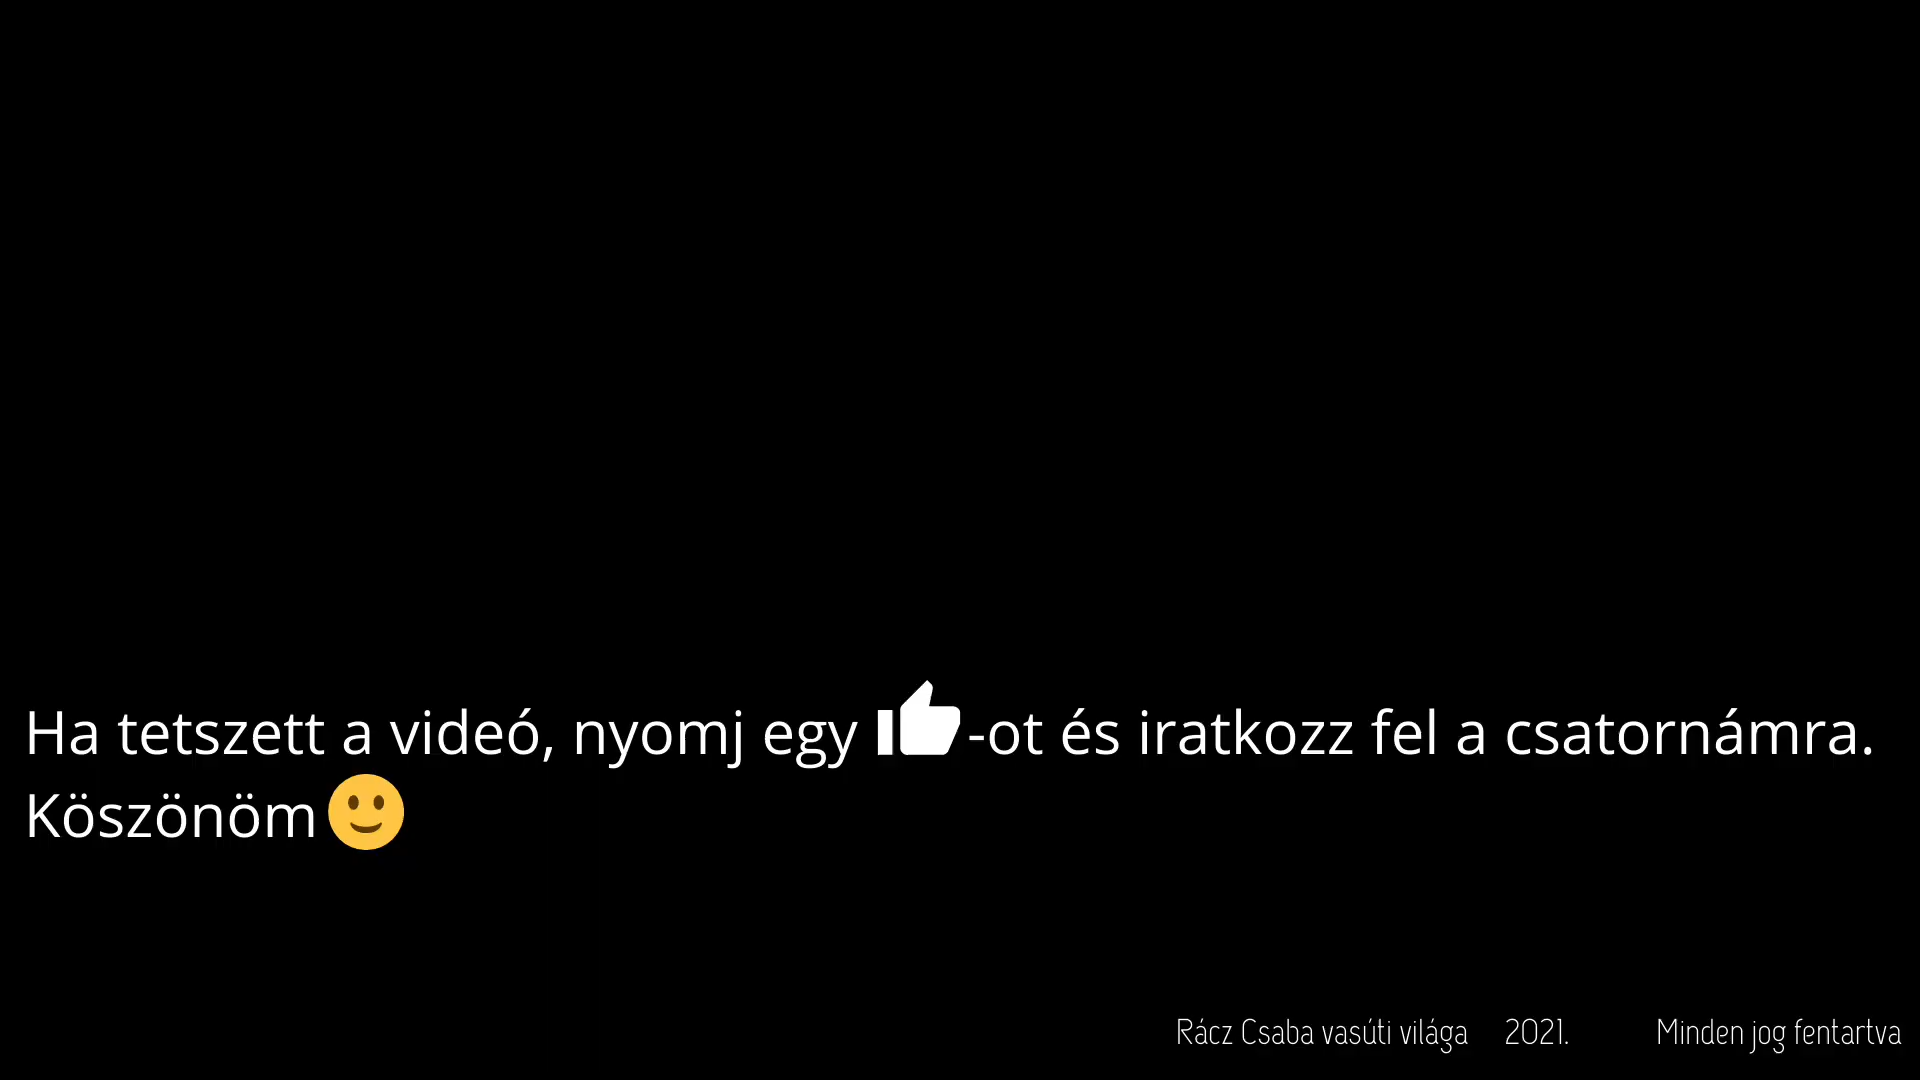 Ha tetszett a videó, nyomj egy 👍-ot és iratkozz fel a csatornámra.
Köszönöm🙂
Rácz Csaba vasúti világa 2021. Minden jog fentartva